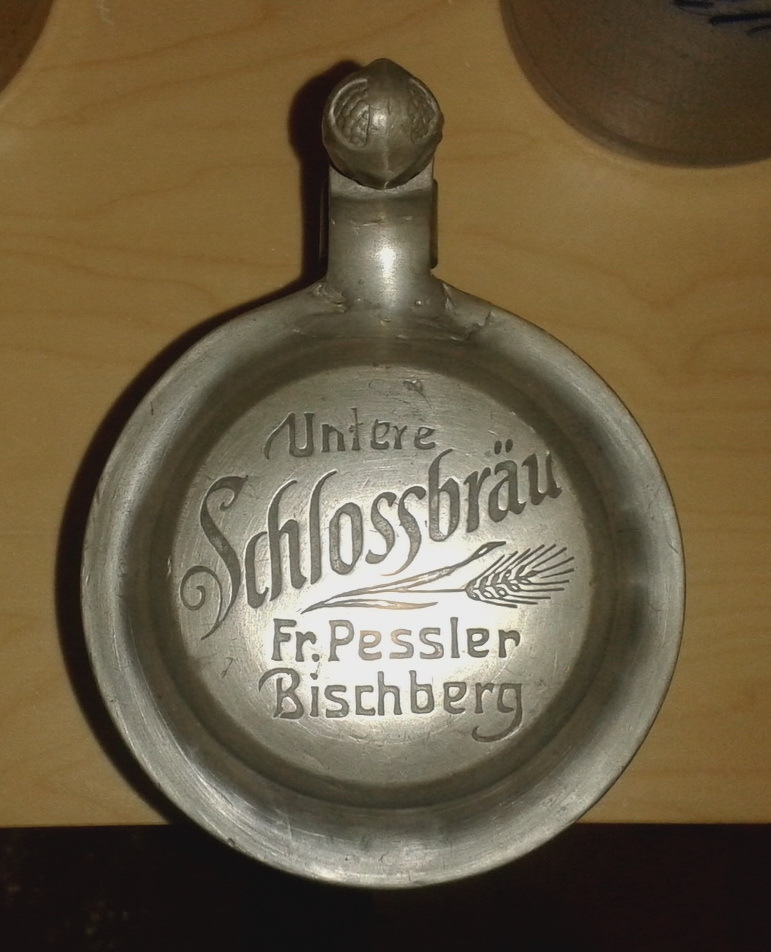 Untere
Schlossbräu
Fr. Pessler
Bischberg